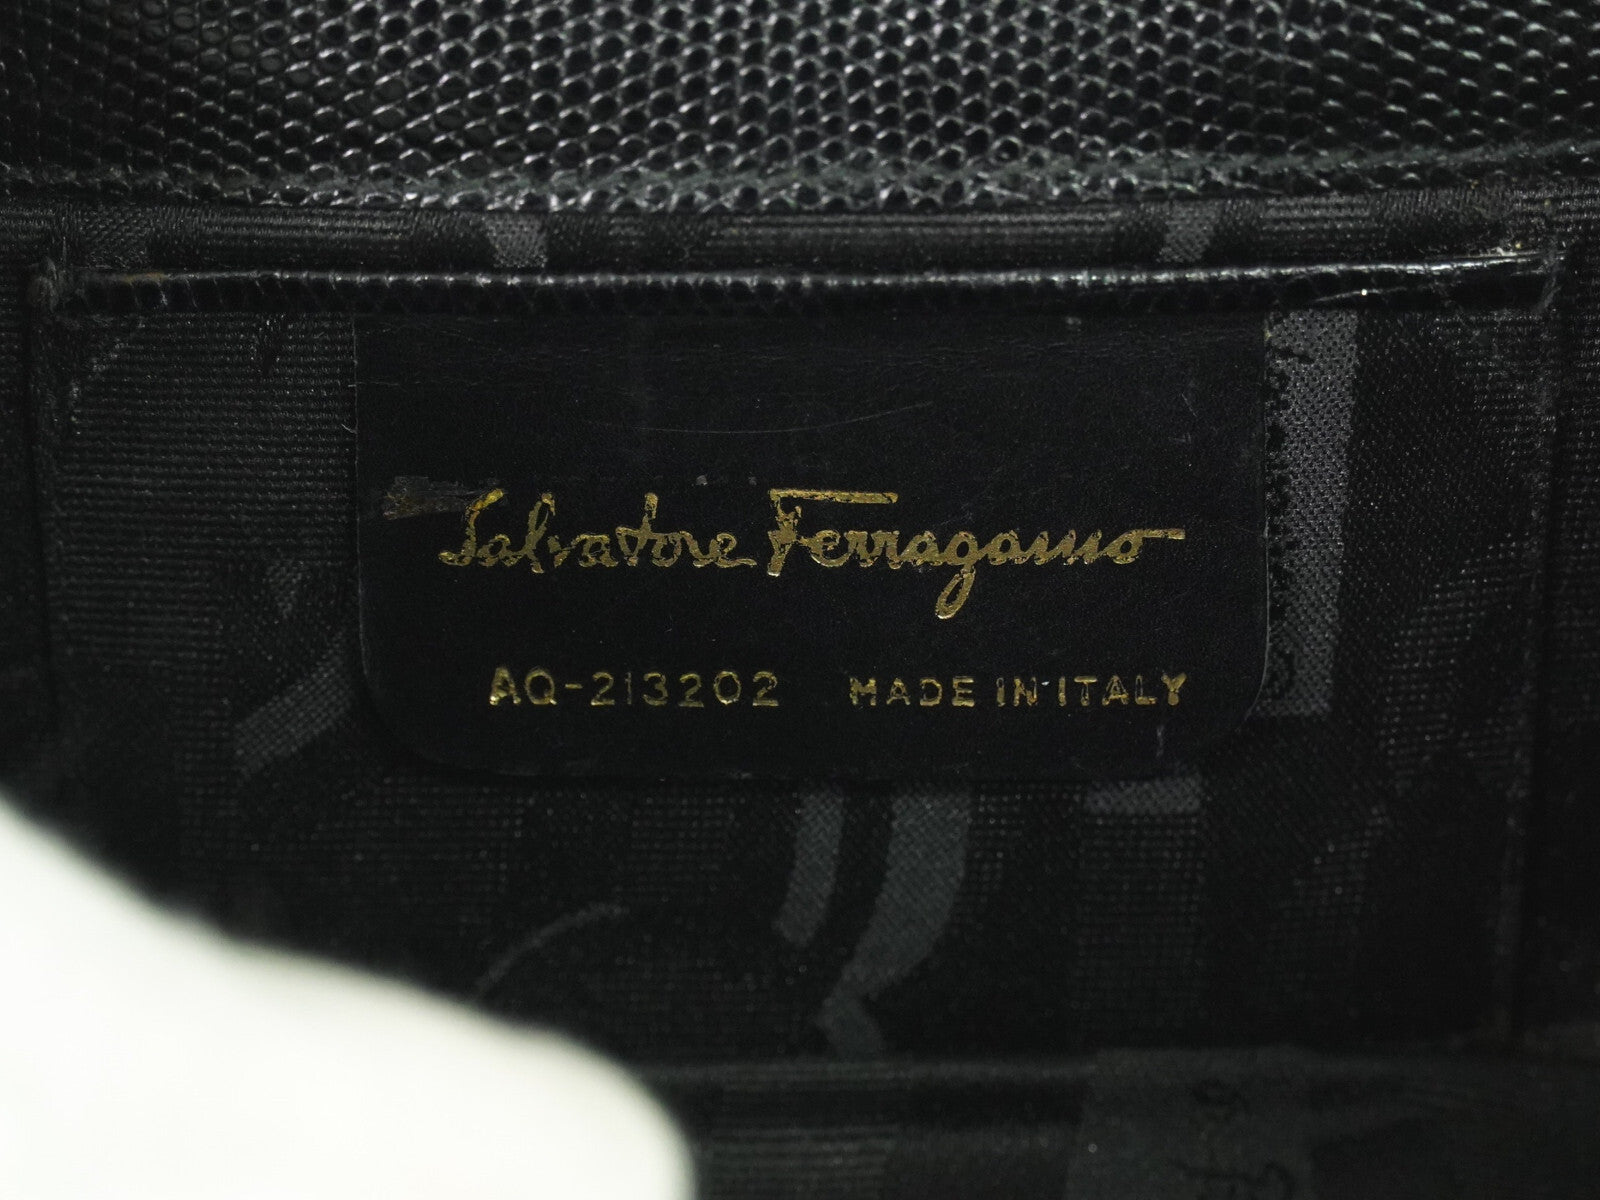 Salvatore Ferragamo
AQ-213202 MADE IN ITALY